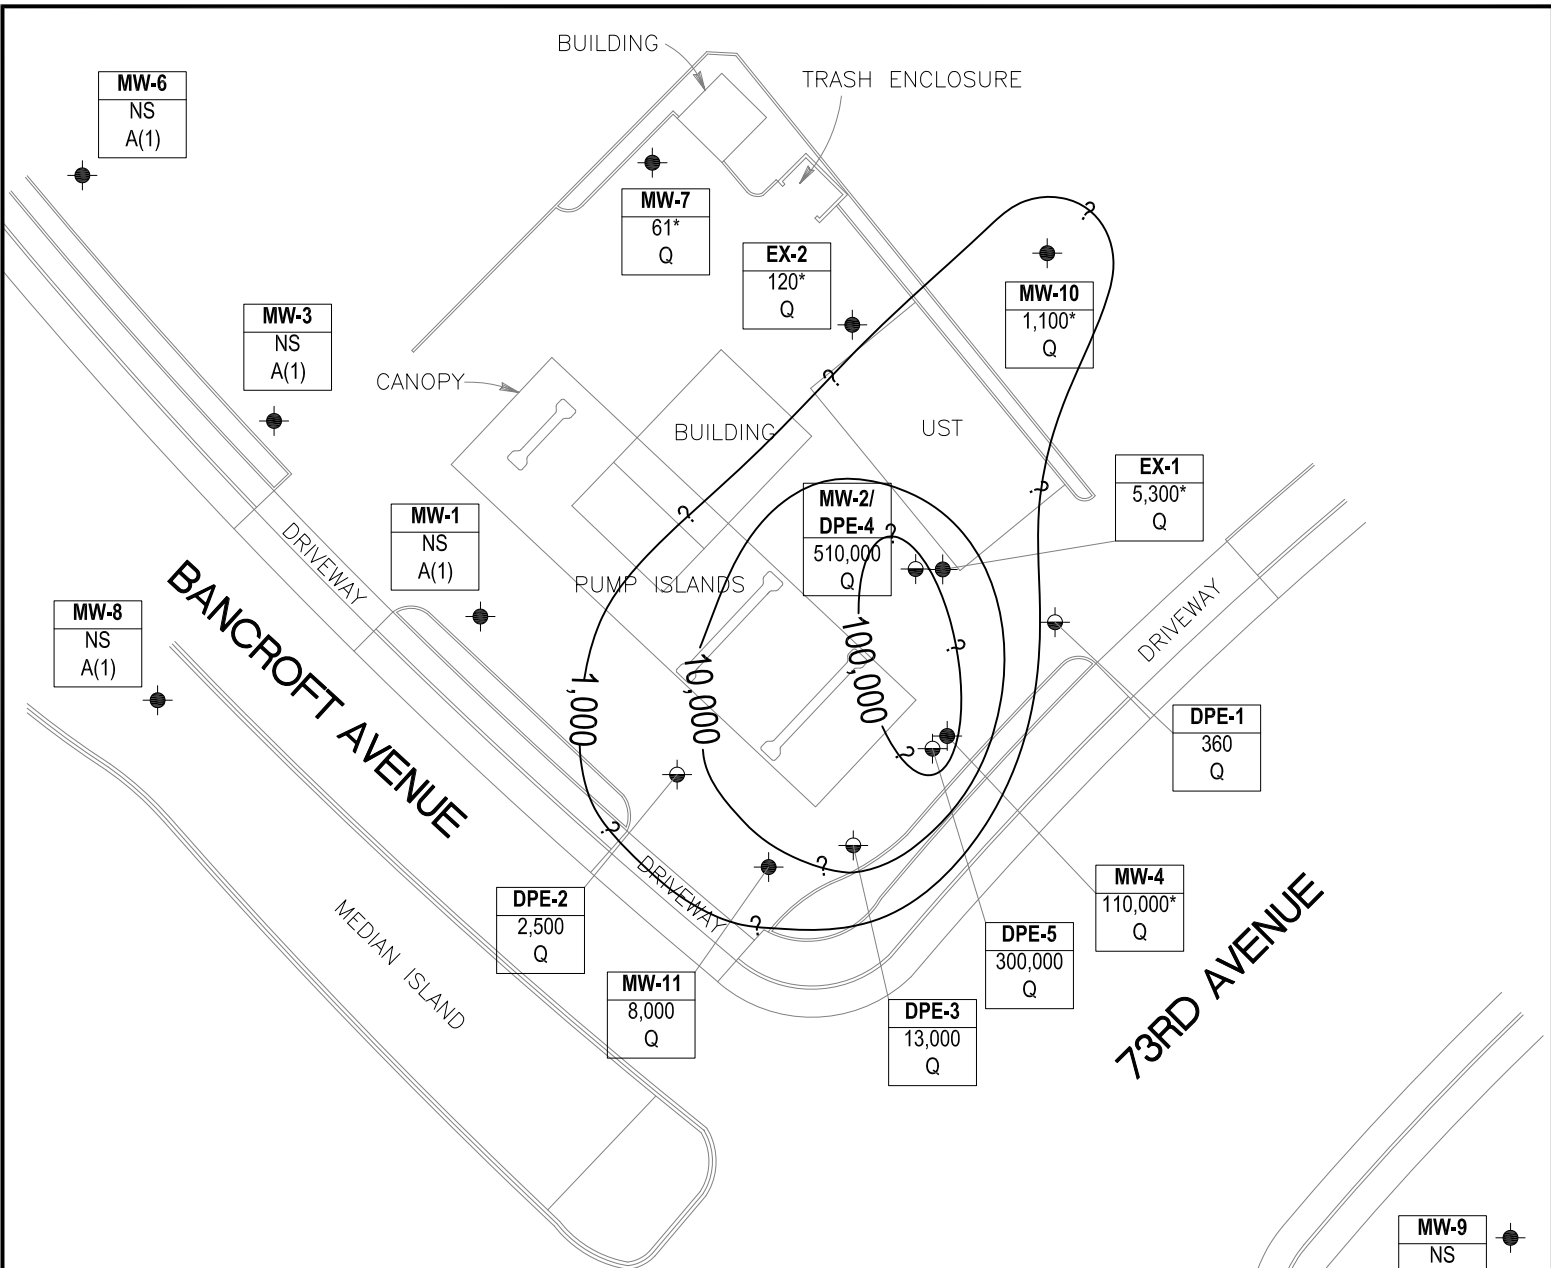 BUILDING
TRASH ENCLOSURE
MW-6
NS
A(1)
MW-7
61*
Q
EX-2
120*
Q
?
MW-10
1,100*
Q
MW-3
NS
A(1)
CANOPY
?
BUILDING
UST
EX-1
5,300*
Q
MW-2/
DPE-4
510,000
Q
?
?
?
MW-1
NS
A(1)
DRIVEWAY
PUMP ISLANDS
BANCROFT AVENUE
MW-8
NS
A(1)
DRIVEWAY
1,000
10,000
100,000
?
?
DPE-1
360
Q
?
?
?
DRIVEWAY
DPE-2
2,500
Q
MW-4
110,000*
Q
MEDIAN ISLAND
DPE-5
300,000
Q
MW-11
8,000
Q
DPE-3
13,000
Q
73RD AVENUE
MW-9
NS